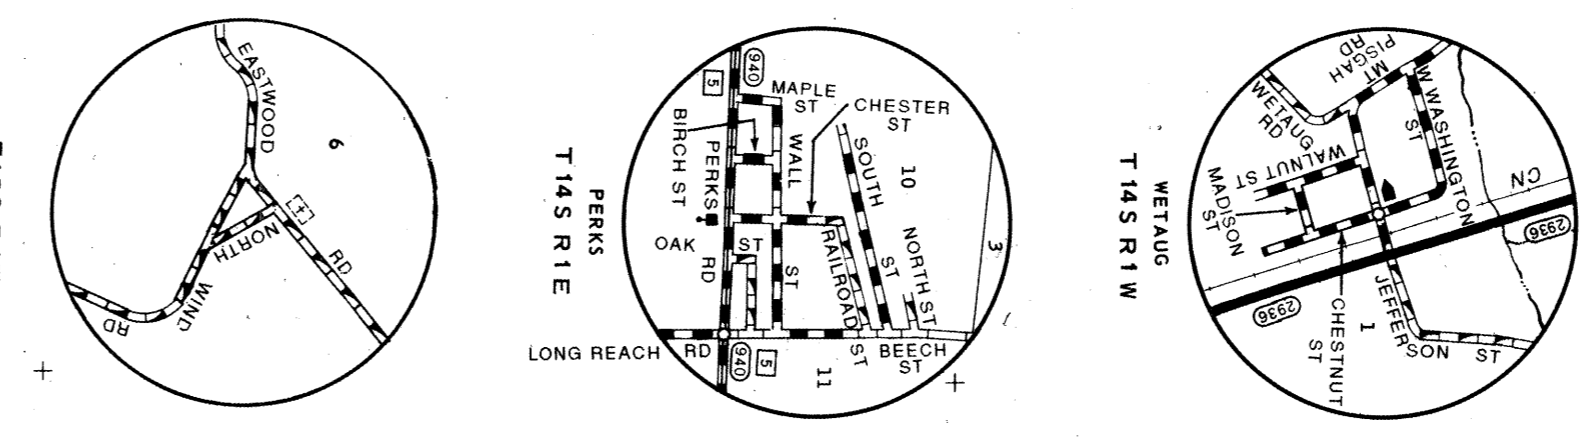 EASTWOOD
6
RD
NORTH
WIND
RD
PERKS
T 14 S R 1 E
940
5
MAPLE
ST
CHESTER
ST
BIRCH ST
WALL
ST
PERKS
RD
SOUTH
ST
10
OAK
ST
RAILROAD
ST
NORTH ST
3
LONG REACH RD
940
5
BEECH
ST
11
WETAUG
T 14 S R 1 W
MT
PISGAH
RD
WETAUG
RD
W WASHINGTON
ST
WALNUT ST
MADISON
ST
CN
2936
2936
CHESTNUT
ST
1
JEFFERSON ST